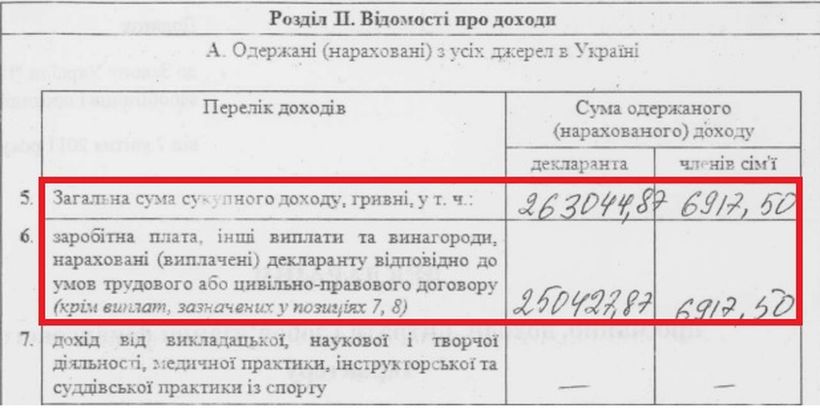 Розділ II. Відомості про доходи
А. Одержані (нараховані) з усіх джерел в Україні
Перелік доходів
Сума одержаного
(нарахованого) доходу
декларанта
членів сім'ї
5. Загальна сума сукупного доходу, гривні, у т. ч.: 263044,87 6917,50
6. заробітна плата, інші виплати та винагороди,
нараховані (виплачені) декларанту відповідно до
умов трудового або цивільно-правового договору
(крім виплат, зазначених у позиціях 7, 8) 250427,87 6917,50
7. дохід від викладацької, наукової і творчої
діяльності, медичної практики, інструкторської та
суддівської практики із спорту — —